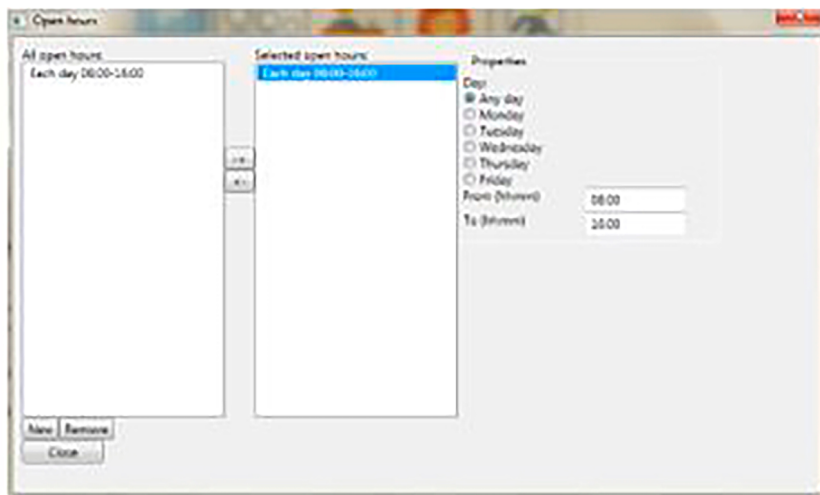 Open hours
All open hours:
Each day 08:00-16:00
Selected open hours:
Each day 08:00-16:00
->
<-
Properties
Day:
Any day
Monday
Tuesday
Wednesday
Thursday
Friday
From (hh:mm)
08:00
To (hh:mm)
16:00
New
Remove
Close